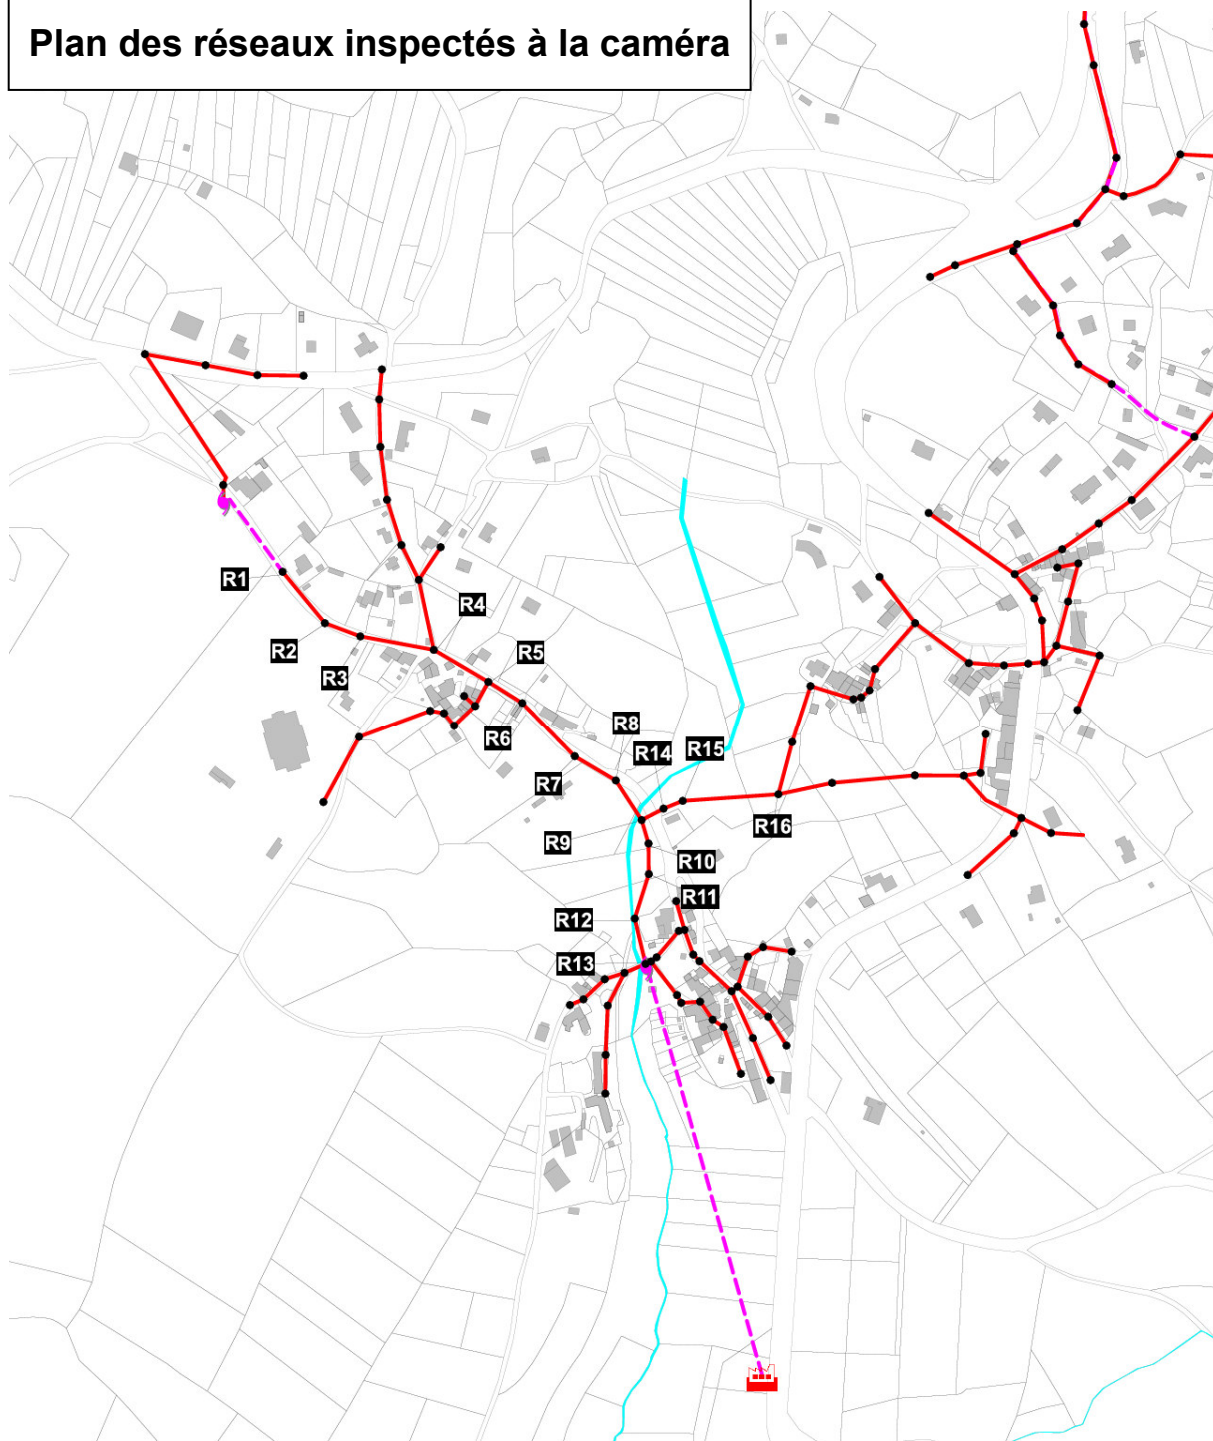 Plan des réseaux inspectés à la caméra
R1
R4
R2
R5
R3
R8
R6
R14
R15
R7
R16
R9
R10
R11
R12
R13